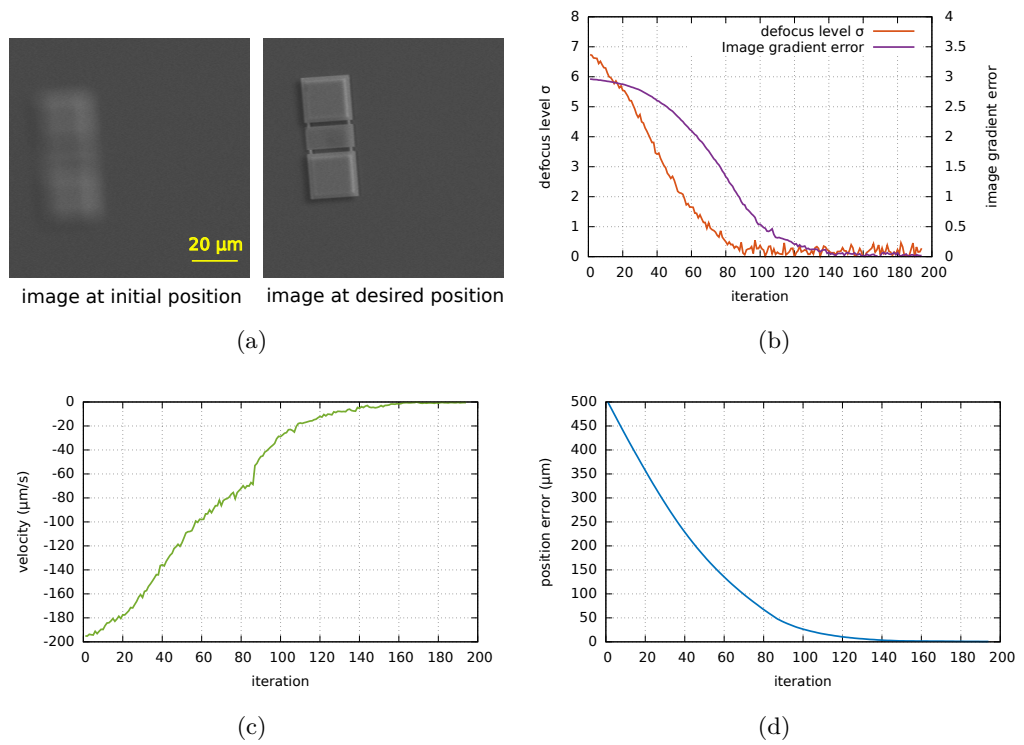 20 μm
image at initial position
image at desired position
(a)
defocus level σ
Image gradient error
8
7
6
5
4
3
2
1
0
4
3.5
3
2.5
2
1.5
1
0.5
0
0 20 40 60 80 100 120 140 160 180 200
defocus level σ
image gradient error
iteration
(b)
0
-20
-40
-60
-80
-100
-120
-140
-160
-180
-200
0 20 40 60 80 100 120 140 160 180 200
velocity (μm/s)
iteration
(c)
500
450
400
350
300
250
200
150
100
50
0
0 20 40 60 80 100 120 140 160 180 200
position error (μm)
iteration
(d)